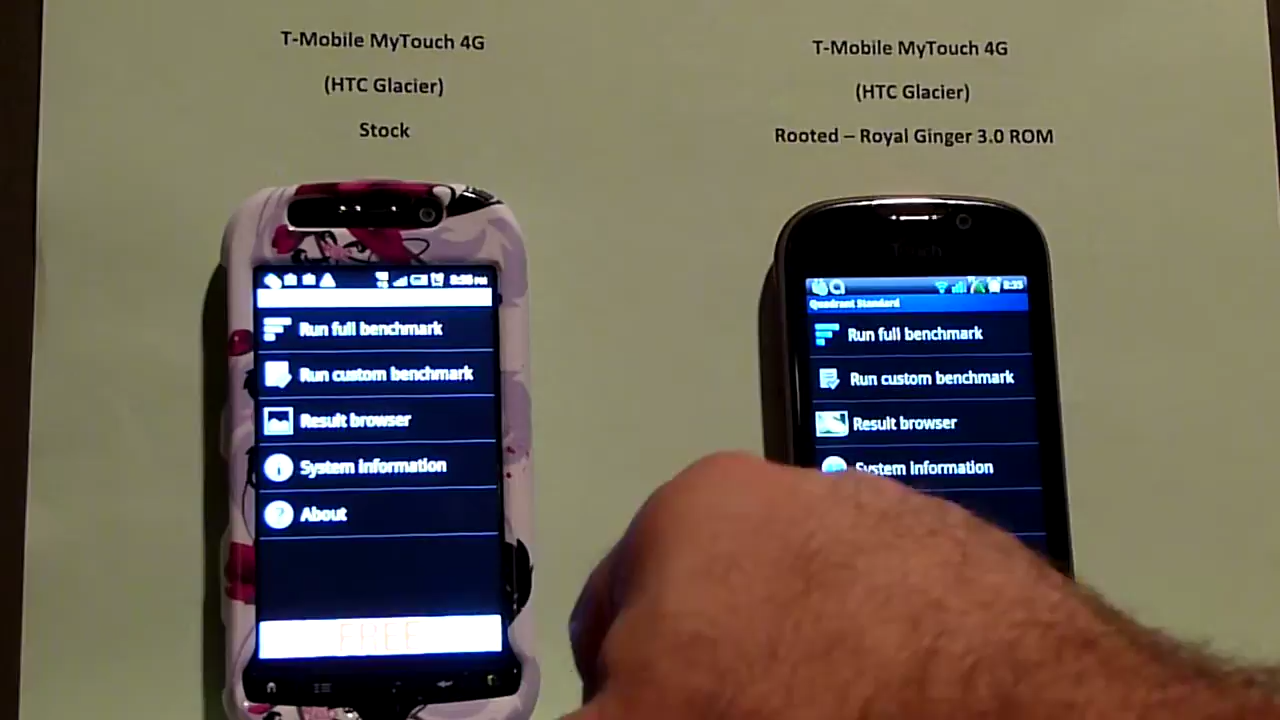 T-Mobile MyTouch 4G
(HTC Glacier)
Stock
T-Mobile MyTouch 4G
(HTC Glacier)
Rooted – Royal Ginger 3.0 ROM
Run full benchmark
Run custom benchmark
Result browser
System information
About
FREE
Quadrant Standard
Run full benchmark
Run custom benchmark
Result browser
System information